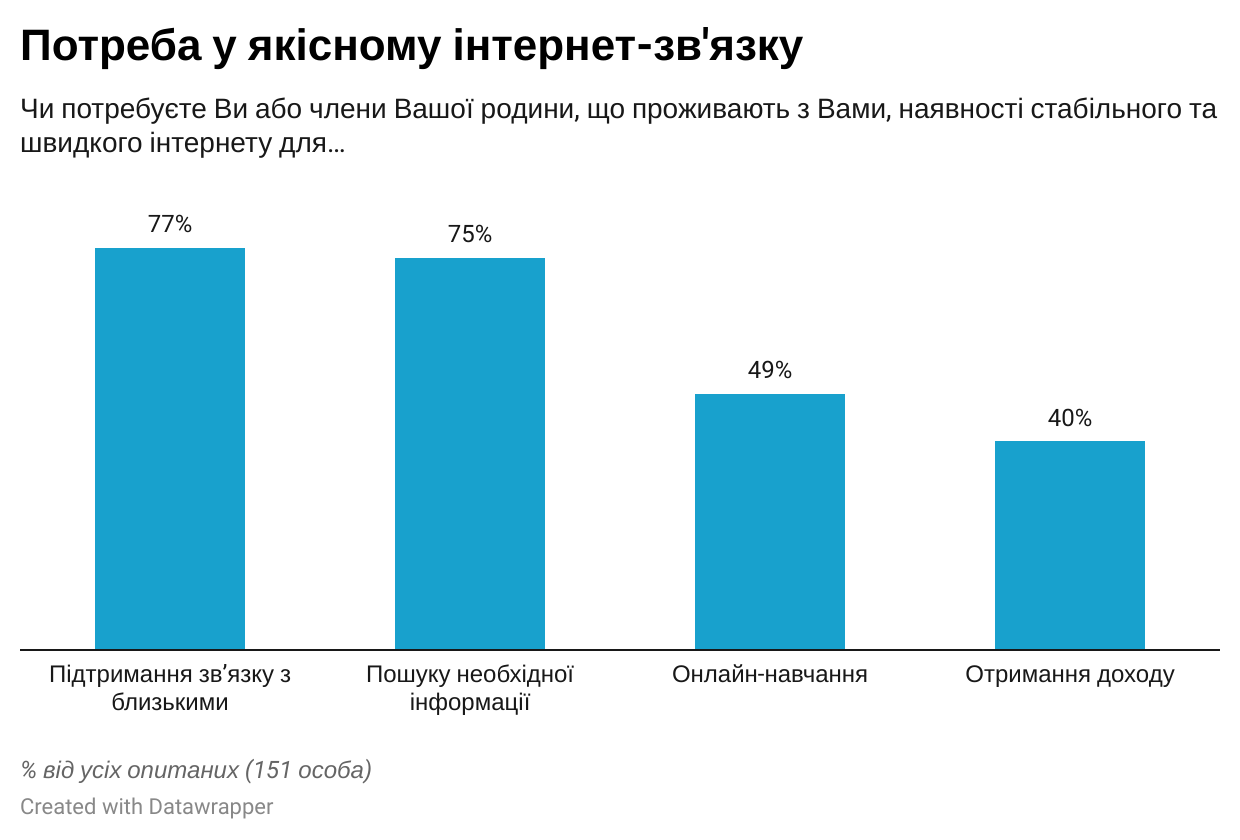 Потреба у якісному інтернет-зв'язку
Чи потребуєте Ви або члени Вашої родини, що проживають з Вами, наявності стабільного та
швидкого інтернету для…
77%
75%
49%
40%
Підтримання зв’язку з
близькими
Пошуку необхідної
інформації
Онлайн-навчання
Отримання доходу
% від усіх опитаних (151 особа)
Created with Datawrapper